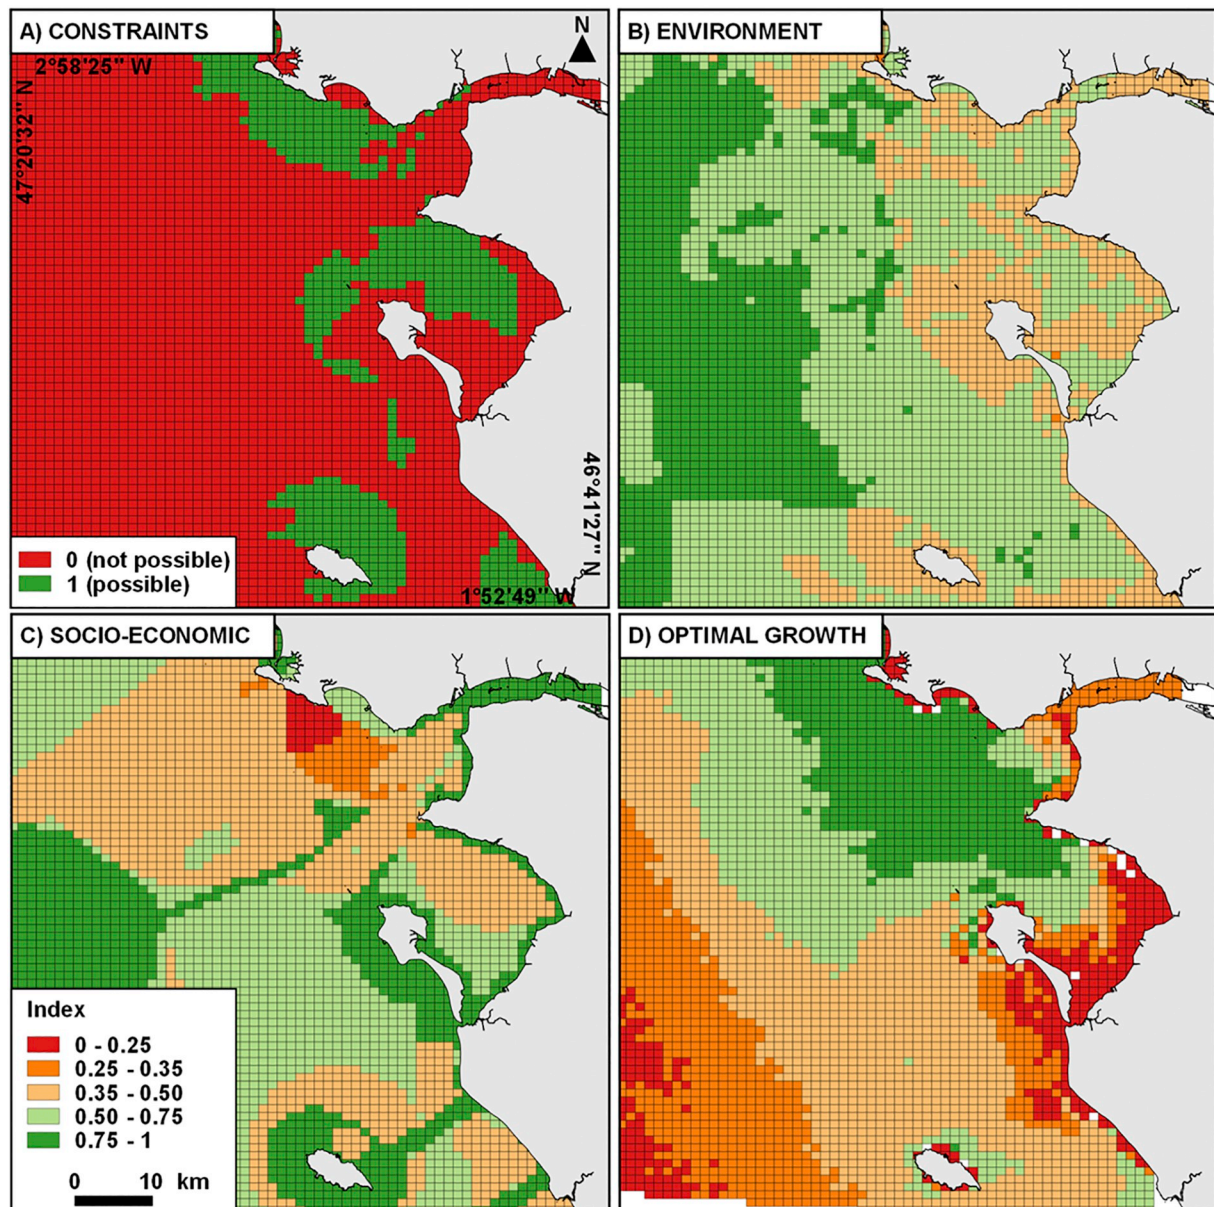 A) CONSTRAINTS
N
2°58'25" W
47°20'32" N
46°41'27" N
0 (not possible)
1 (possible)
1°52'49" W
B) ENVIRONMENT
C) SOCIO-ECONOMIC
Index
0 - 0.25
0.25 - 0.35
0.35 - 0.50
0.50 - 0.75
0.75 - 1
0 10 km
D) OPTIMAL GROWTH